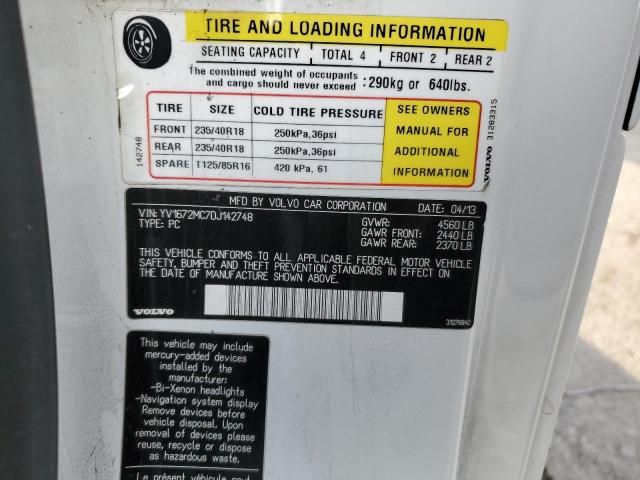 TIRE AND LOADING INFORMATION
SEATING CAPACITY TOTAL 4 FRONT 2 REAR 2
The combined weight of occupants and cargo should never exceed : 290kg or 640lbs.
TIRE SIZE COLD TIRE PRESSURE
FRONT 235/40R18 250kPa,36psi
REAR 235/40R18 250kPa,36psi
SPARE T125/85R16 420 kPa, 61
SEE OWNERS
MANUAL FOR
ADDITIONAL
INFORMATION
142748
VOLVO 31283315
MFD BY VOLVO CAR CORPORATION DATE: 04/13
VIN: YV1672MC7DJ142748
TYPE: PC
GVWR: 4560 LB
GAWR FRONT: 2440 LB
GAWR REAR: 2370 LB
THIS VEHICLE CONFORMS TO ALL APPLICABLE FEDERAL MOTOR VEHICLE
SAFETY, BUMPER AND THEFT PREVENTION STANDARDS IN EFFECT ON
THE DATE OF MANUFACTURE SHOWN ABOVE.
VOLVO
31276842
This vehicle may include
mercury-added devices
installed by the
manufacturer:
-Bi-Xenon headlights
-Navigation system display
Remove devices before
vehicle disposal. Upon
removal of devices please
reuse, recycle or dispose
as hazardous waste.
Le présent véhicule peut